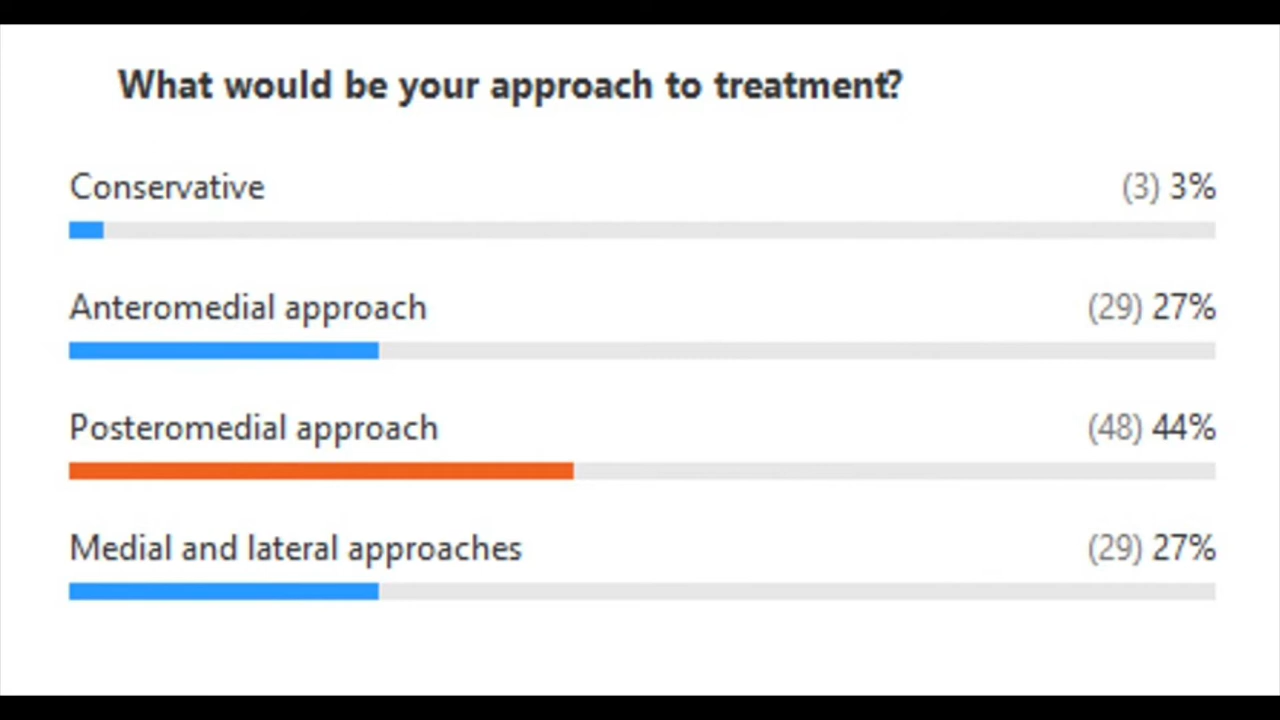 What would be your approach to treatment?
Conservative (3) 3%
Anteromedial approach (29) 27%
Posteromedial approach (48) 44%
Medial and lateral approaches (29) 27%